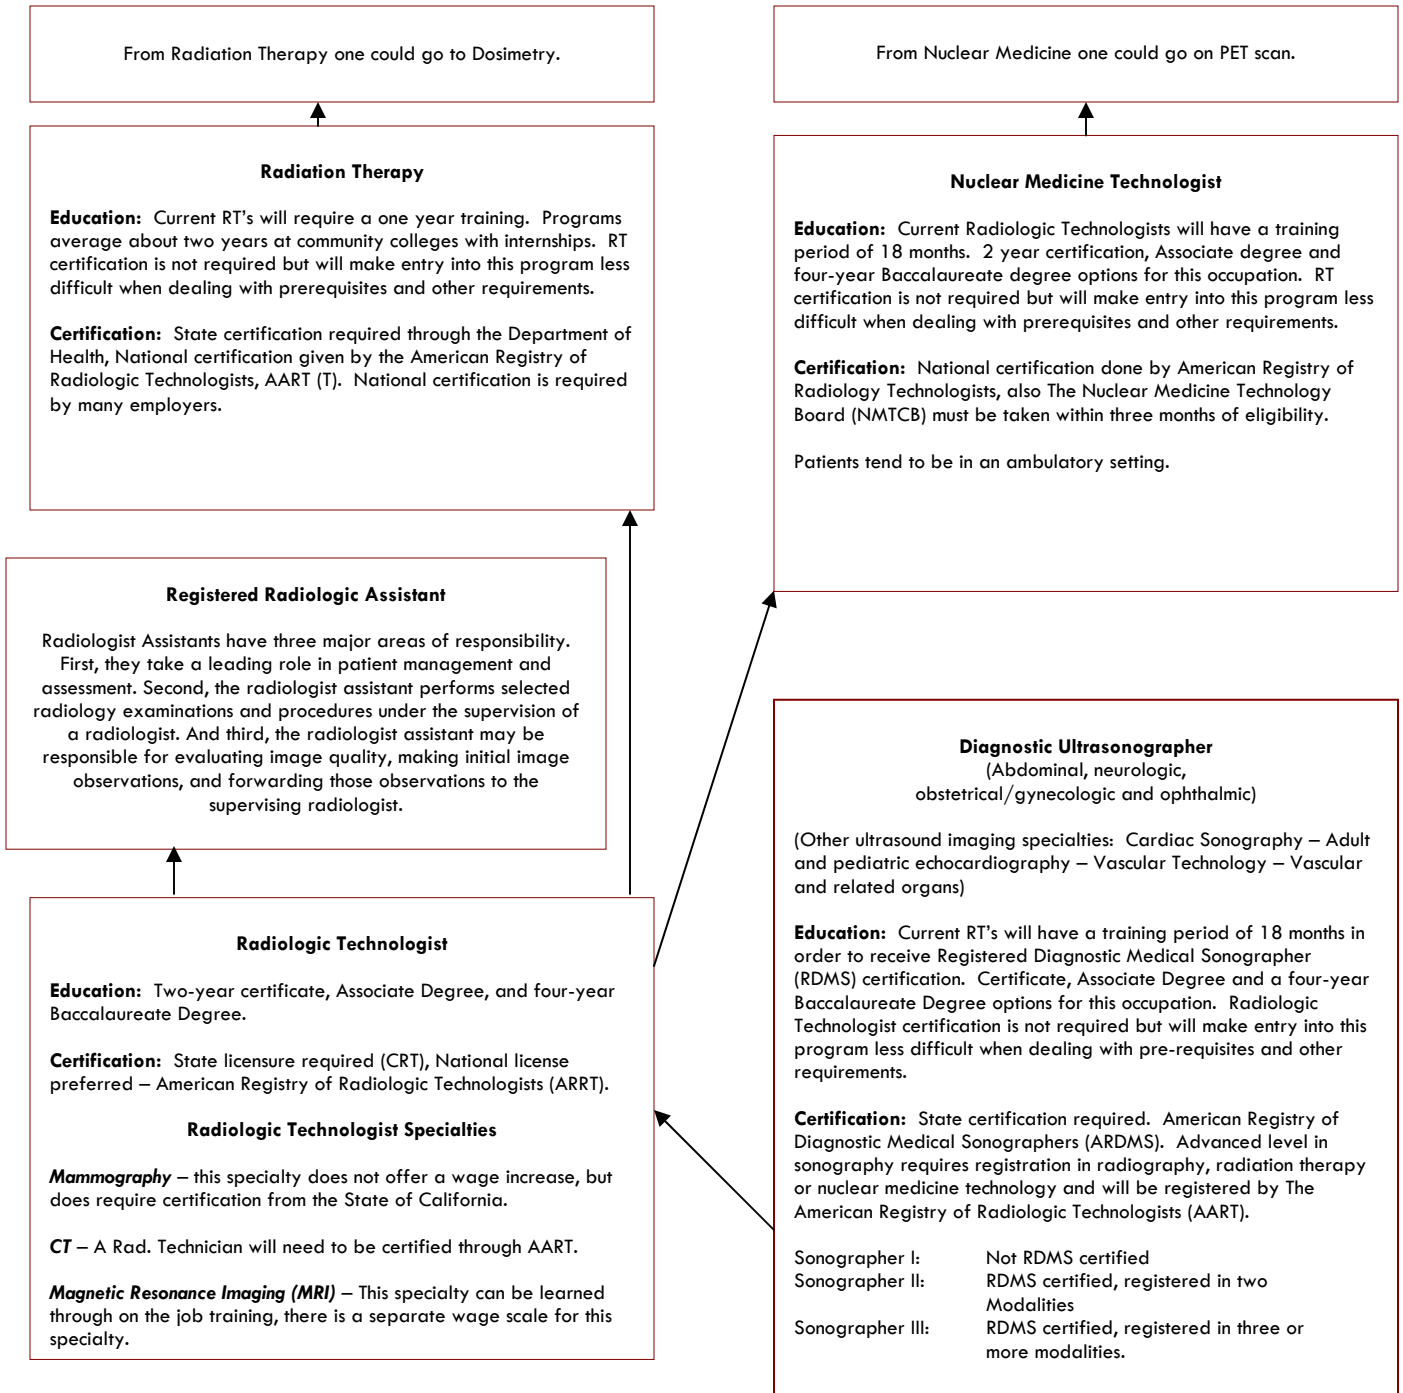 From Radiation Therapy one could go to Dosimetry.
From Nuclear Medicine one could go on PET scan.
Radiation Therapy
Education:  Current RT's will require a one year training.  Programs
average about two years at community colleges with internships.  RT
certification is not required but will make entry into this program less
difficult when dealing with prerequisites and other requirements.
Certification:  State certification required through the Department of
Health, National certification given by the American Registry of
Radiologic Technologists, AART (T).  National certification is required
by many employers.
Nuclear Medicine Technologist
Education:  Current Radiologic Technologists will have a training
period of 18 months.  2 year certification, Associate degree and
four-year Baccalaureate degree options for this occupation.  RT
certification is not required but will make entry into this program less
difficult when dealing with prerequisites and other requirements.
Certification:  National certification done by American Registry of
Radiology Technologists, also The Nuclear Medicine Technology
Board (NMTCB) must be taken within three months of eligibility.
Patients tend to be in an ambulatory setting.
Registered Radiologic Assistant
Radiologist Assistants have three major areas of responsibility.
First, they take a leading role in patient management and
assessment. Second, the radiologist assistant performs selected
radiology examinations and procedures under the supervision of
a radiologist. And third, the radiologist assistant may be
responsible for evaluating image quality, making initial image
observations, and forwarding those observations to the
supervising radiologist.
Radiologic Technologist
Education:  Two-year certificate, Associate Degree, and four-year
Baccalaureate Degree.
Certification:  State licensure required (CRT), National license
preferred – American Registry of Radiologic Technologists (ARRT).
Radiologic Technologist Specialties
Mammography – this specialty does not offer a wage increase, but
does require certification from the State of California.
CT – A Rad. Technician will need to be certified through AART.
Magnetic Resonance Imaging (MRI) – This specialty can be learned
through on the job training, there is a separate wage scale for this
specialty.
Diagnostic Ultrasonographer
(Abdominal, neurologic,
obstetrical/gynecologic and ophthalmic)
(Other ultrasound imaging specialties:  Cardiac Sonography – Adult
and pediatric echocardiography – Vascular Technology – Vascular
and related organs)
Education:  Current RT's will have a training period of 18 months in
order to receive Registered Diagnostic Medical Sonographer
(RDMS) certification.  Certificate, Associate Degree and a four-year
Baccalaureate Degree options for this occupation.  Radiologic
Technologist certification is not required but will make entry into this
program less difficult when dealing with pre-requisites and other
requirements.
Certification:  State certification required.  American Registry of
Diagnostic Medical Sonographers (ARDMS).  Advanced level in
sonography requires registration in radiography, radiation therapy
or nuclear medicine technology and will be registered by The
American Registry of Radiologic Technologists (AART).
Sonographer I: Not RDMS certified
Sonographer II: RDMS certified, registered in two
Modalities
Sonographer III: RDMS certified, registered in three or
more modalities.